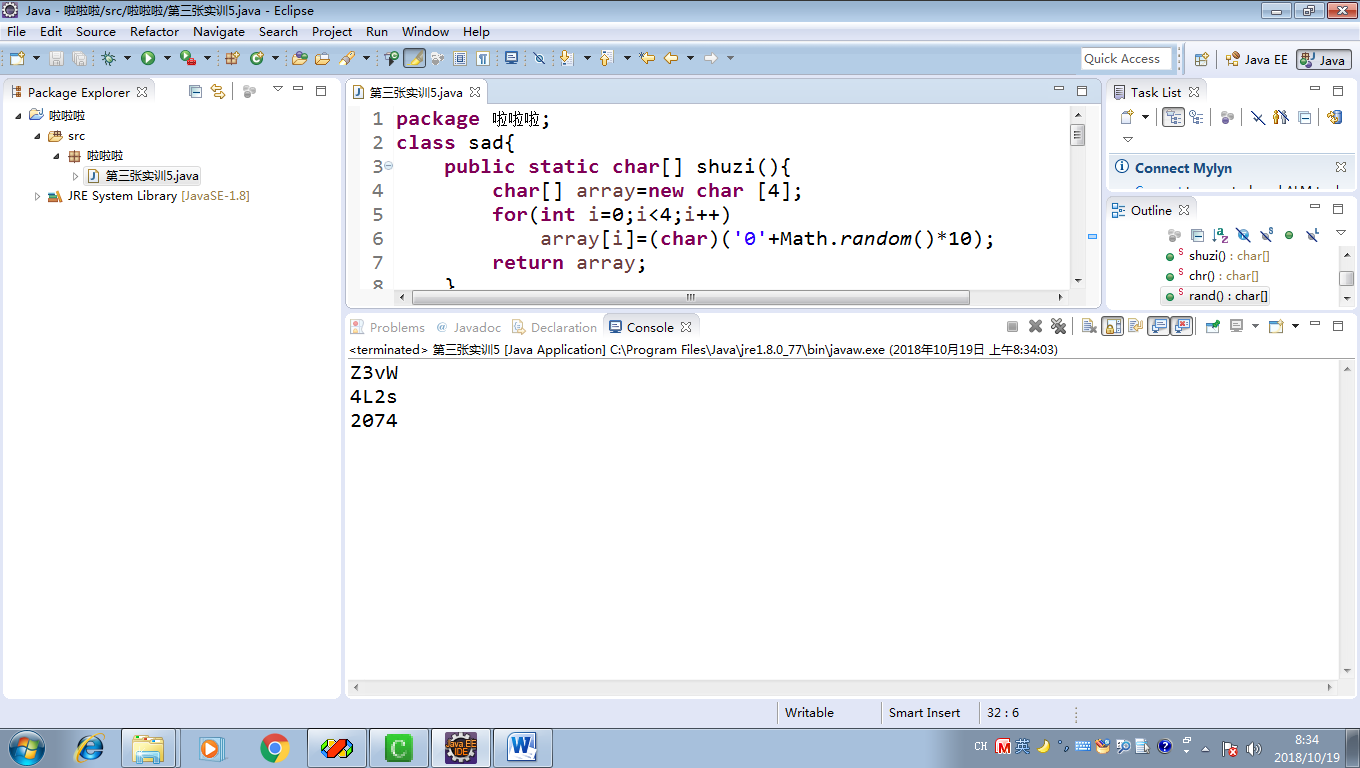 Java - 啦啦啦/src/啦啦啦/第三张实训5.java - Eclipse
File Edit Source Refactor Navigate Search Project Run Window Help
Quick Access
Java EE
Java
Package Explorer
啦啦啦
src
啦啦啦
第三张实训5.java
JRE System Library [JavaSE-1.8]
第三张实训5.java
1 package 啦啦啦;
2 class sad{
3 public static char[] shuzi(){
4 char[] array=new char [4];
5 for(int i=0;i<4;i++)
6 array[i]=(char)('0'+Math.random()*10);
7 return array;
8 }
Task List
Connect Mylyn
Outline
shuzi() : char[]
chr() : char[]
rand() : char[]
Problems @ Javadoc Declaration Console
<terminated> 第三张实训5 [Java Application] C:\Program Files\Java\jre1.8.0_77\bin\javaw.exe (2018年10月19日 上午8:34:03)
Z3vW
4L2s
2074
Writable
Smart Insert
32 : 6
Java EE
IDE
CH
英
8:34
2018/10/19